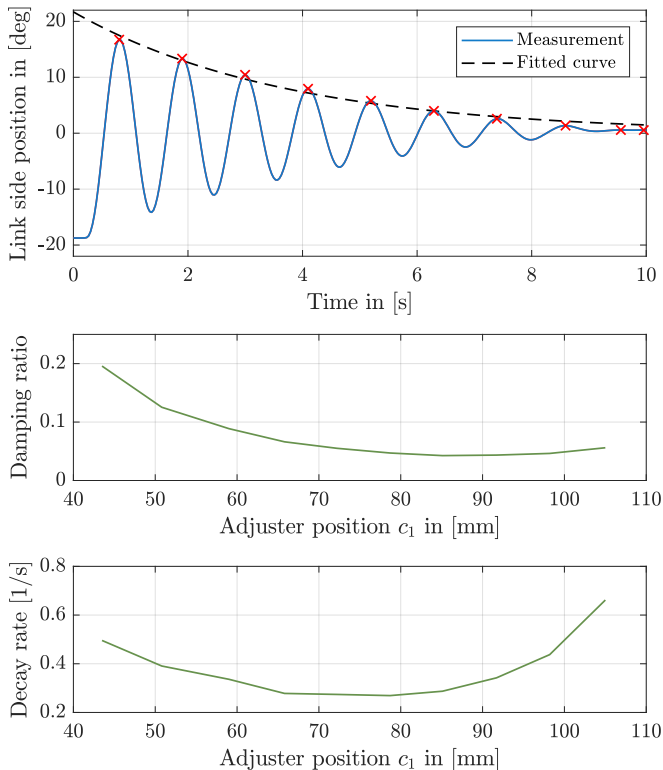 20
10
0
-10
-20
Link side position in [deg]
Measurement
Fitted curve
0 2 4 6 8 10
Time in [s]
0.2
0.1
0
Damping ratio
40 50 60 70 80 90 100 110
Adjuster position c₁ in [mm]
0.8
0.6
0.4
0.2
Decay rate [1/s]
40 50 60 70 80 90 100 110
Adjuster position c₁ in [mm]